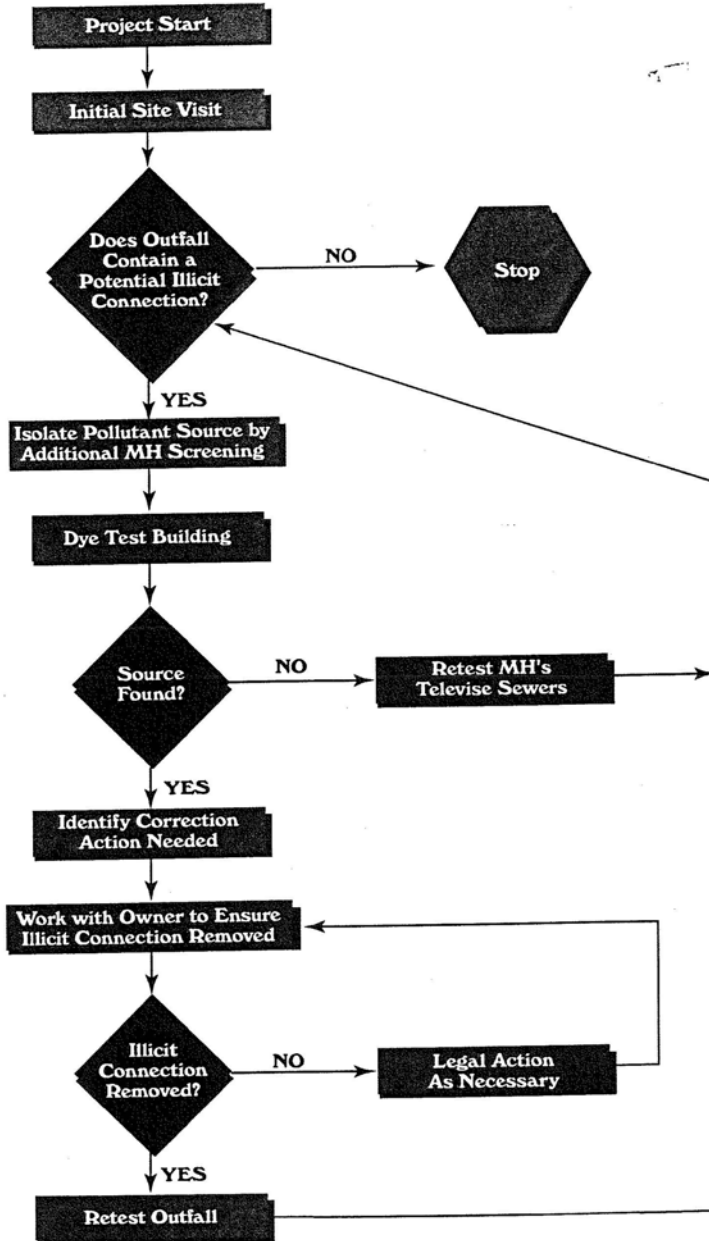 Project Start
Initial Site Visit
Does Outfall
Contain a
Potential Illicit
Connection?
NO
Stop
YES
Isolate Pollutant Source by
Additional MH Screening
Dye Test Building
Source
Found?
NO
Retest MH's
Televise Sewers
YES
Identify Correction
Action Needed
Work with Owner to Ensure
Illicit Connection Removed
Illicit
Connection
Removed?
NO
Legal Action
As Necessary
YES
Retest Outfall